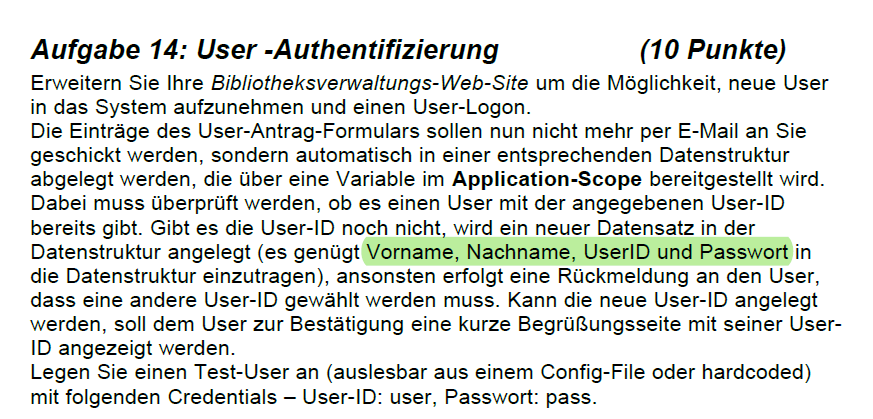 Aufgabe 14: User -Authentifizierung (10 Punkte)
Erweitern Sie Ihre Bibliotheksverwaltungs-Web-Site um die Möglichkeit, neue User
in das System aufzunehmen und einen User-Logon.
Die Einträge des User-Antrag-Formulars sollen nun nicht mehr per E-Mail an Sie
geschickt werden, sondern automatisch in einer entsprechenden Datenstruktur
abgelegt werden, die über eine Variable im Application-Scope bereitgestellt wird.
Dabei muss überprüft werden, ob es einen User mit der angegebenen User-ID
bereits gibt. Gibt es die User-ID noch nicht, wird ein neuer Datensatz in der
Datenstruktur angelegt (es genügt Vorname, Nachname, UserID und Passwort in
die Datenstruktur einzutragen), ansonsten erfolgt eine Rückmeldung an den User,
dass eine andere User-ID gewählt werden muss. Kann die neue User-ID angelegt
werden, soll dem User zur Bestätigung eine kurze Begrüßungsseite mit seiner User-
ID angezeigt werden.
Legen Sie einen Test-User an (auslesbar aus einem Config-File oder hardcoded)
mit folgenden Credentials – User-ID: user, Passwort: pass.